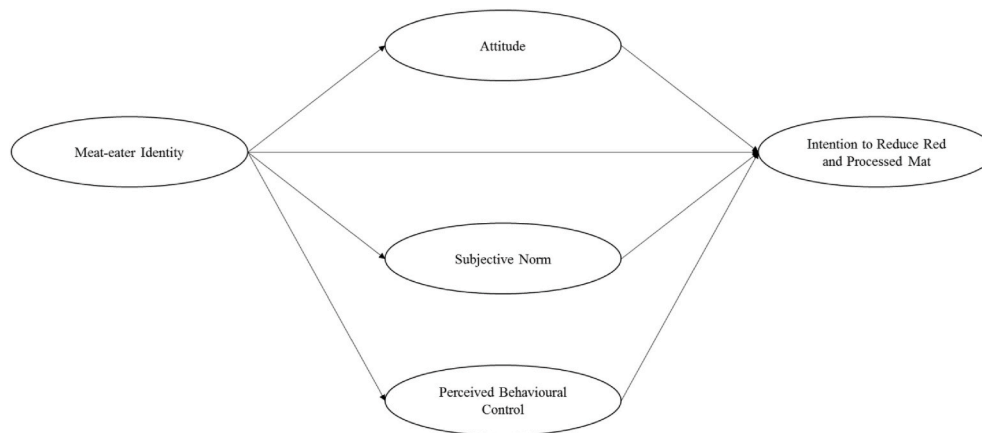 Attitude
Meat-eater Identity
Intention to Reduce Red
and Processed Mat
Subjective Norm
Perceived Behavioural
Control